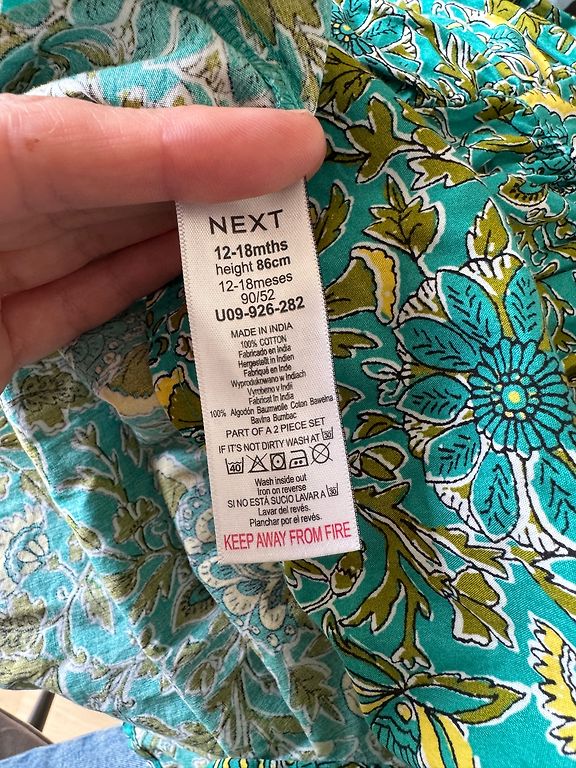 NEXT
12-18mths
height 86cm
12-18meses
90/52
U09-926-282
MADE IN INDIA
100% COTTON
Fabricado en India
Hergestellt in Indien
Fabriqué en Inde
Wyprodukowano w Indiach
Vyrobeno v Indii
Fabricat în India
100% Algodón Baumwolle Coton Bawełna
Bavlna Bumbac
PART OF A 2 PIECE SET
IF IT'S NOT DIRTY WASH AT 30
40
Wash inside out
Iron on reverse
SI NO ESTÁ SUCIO LAVAR A 30
Lavar del revés.
Planchar por el revés.
KEEP AWAY FROM FIRE